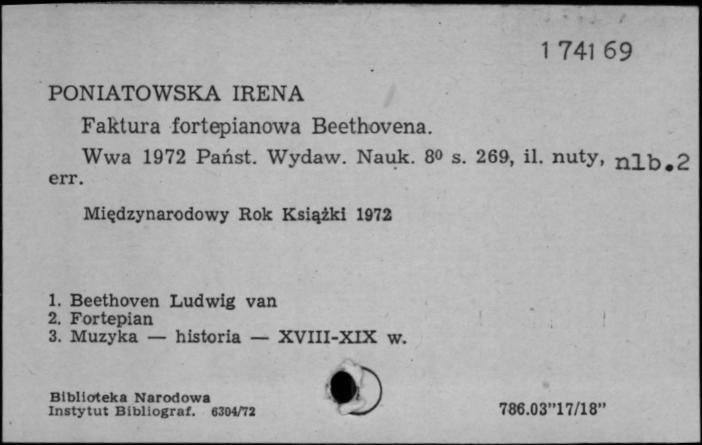 1 741 69
PONIATOWSKA IRENA
Faktura fortepianowa Beethovena.
Wwa 1972 Państ. Wydaw. Nauk. 8º s. 269, il. nuty, nlb.2
err.
Międzynarodowy Rok Książki 1972
1. Beethoven Ludwig van
2. Fortepian
3. Muzyka — historia — XVIII-XIX w.
Biblioteka Narodowa
Instytut Bibliograf. 6304/72
786.03"17/18"